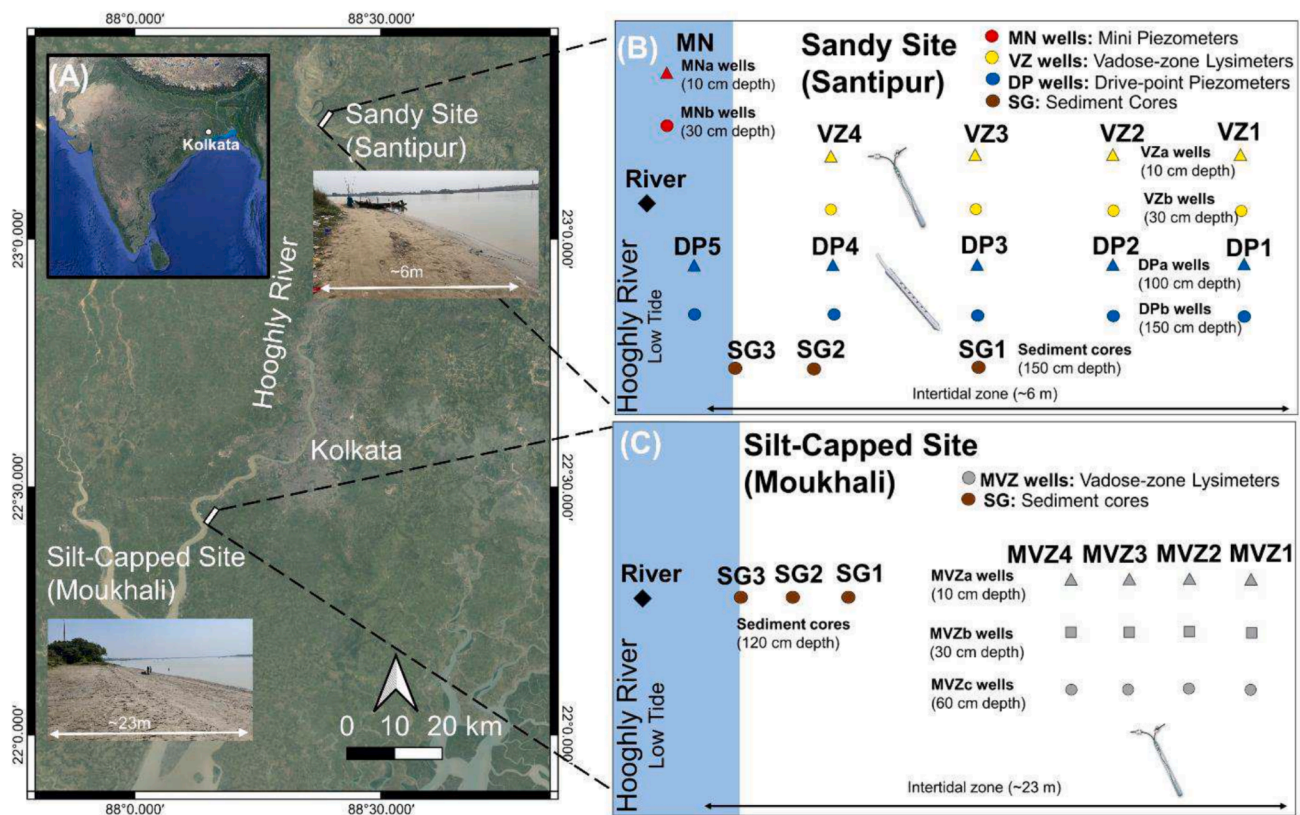 88°0.000′
88°30.000′
(A)
Kolkata
Sandy Site
(Santipur)
~6m
Hooghly River
23°0.000′
23°0.000′
Kolkata
22°30.000′
22°30.000′
Silt-Capped Site
(Moukhali)
~23m
0 10 20 km
22°0.000′
22°0.000′
88°0.000′
88°30.000′
(B)
MN
MNa wells
(10 cm depth)
MNb wells
(30 cm depth)
Sandy Site
(Santipur)
MN wells: Mini Piezometers
VZ wells: Vadose-zone Lysimeters
DP wells: Drive-point Piezometers
SG: Sediment Cores
VZ4 VZ3 VZ2 VZ1
VZa wells
(10 cm depth)
River
VZb wells
(30 cm depth)
DP5 DP4 DP3 DP2 DP1
DPa wells
(100 cm depth)
DPb wells
(150 cm depth)
SG3 SG2 SG1
Sediment cores
(150 cm depth)
Hooghly River
Low Tide
Intertidal zone (~6 m)
(C)
Silt-Capped Site
(Moukhali)
MVZ wells: Vadose-zone Lysimeters
SG: Sediment cores
MVZ4 MVZ3 MVZ2 MVZ1
River
SG3 SG2 SG1
MVZa wells
(10 cm depth)
Sediment cores
(120 cm depth)
MVZb wells
(30 cm depth)
MVZc wells
(60 cm depth)
Hooghly River
Low Tide
Intertidal zone (~23 m)